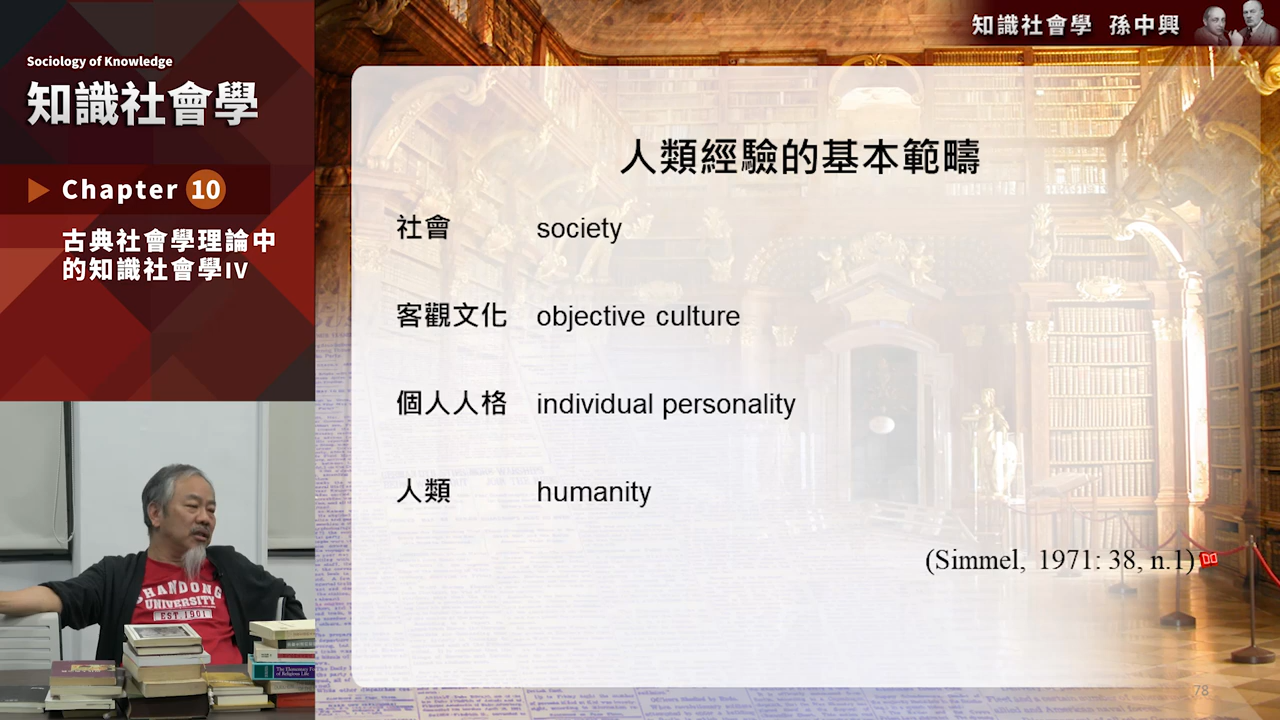 Sociology of Knowledge
知識社會學
Chapter 10
古典社會學理論中
的知識社會學IV
知識社會學 孫中興
人類經驗的基本範疇
社會 society
客觀文化 objective culture
個人人格 individual personality
人類 humanity
(Simmel, 1971: 38, n.1)
78
SHANDONG
UNIVERSITY
EST 1901